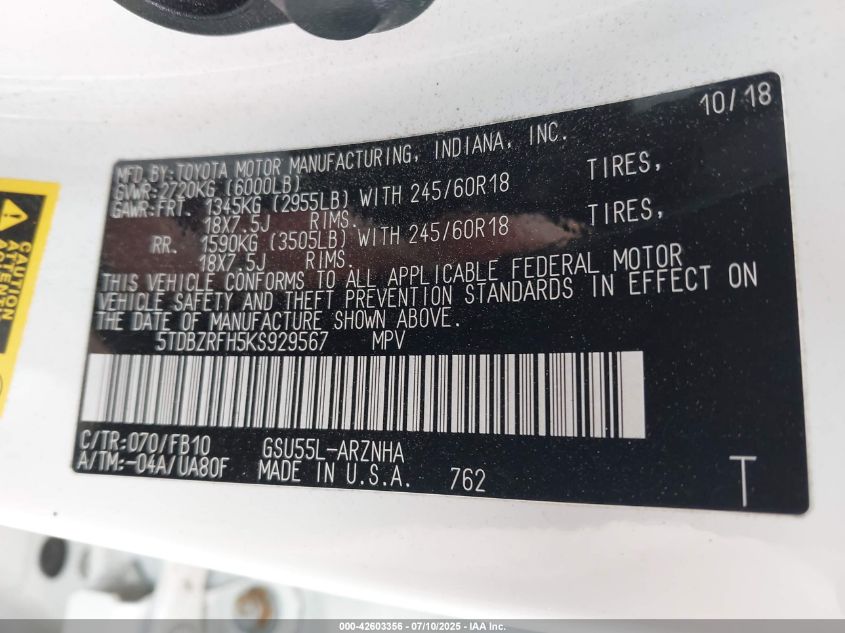 10/18
MFD. BY: TOYOTA MOTOR MANUFACTURING, INDIANA, INC.
GVWR: 2720KG (6000LB)
GAWR: FRT. 1345KG (2955LB) WITH 245/60R18 TIRES,
18X7.5J RIMS.
RR. 1590KG (3505LB) WITH 245/60R18 TIRES,
18X7.5J RIMS.
THIS VEHICLE CONFORMS TO ALL APPLICABLE FEDERAL MOTOR
VEHICLE SAFETY AND THEFT PREVENTION STANDARDS IN EFFECT ON
THE DATE OF MANUFACTURE SHOWN ABOVE.
5TDBZRFH5KS929567 MPV
C/TR: 070/FB10 GSU55L-ARZNHA
A/TM: -04A/UA80F MADE IN U.S.A. 762 T
CAUTION
ATTENTION
000-42603356 - 07/10/2025 - IAA Inc.